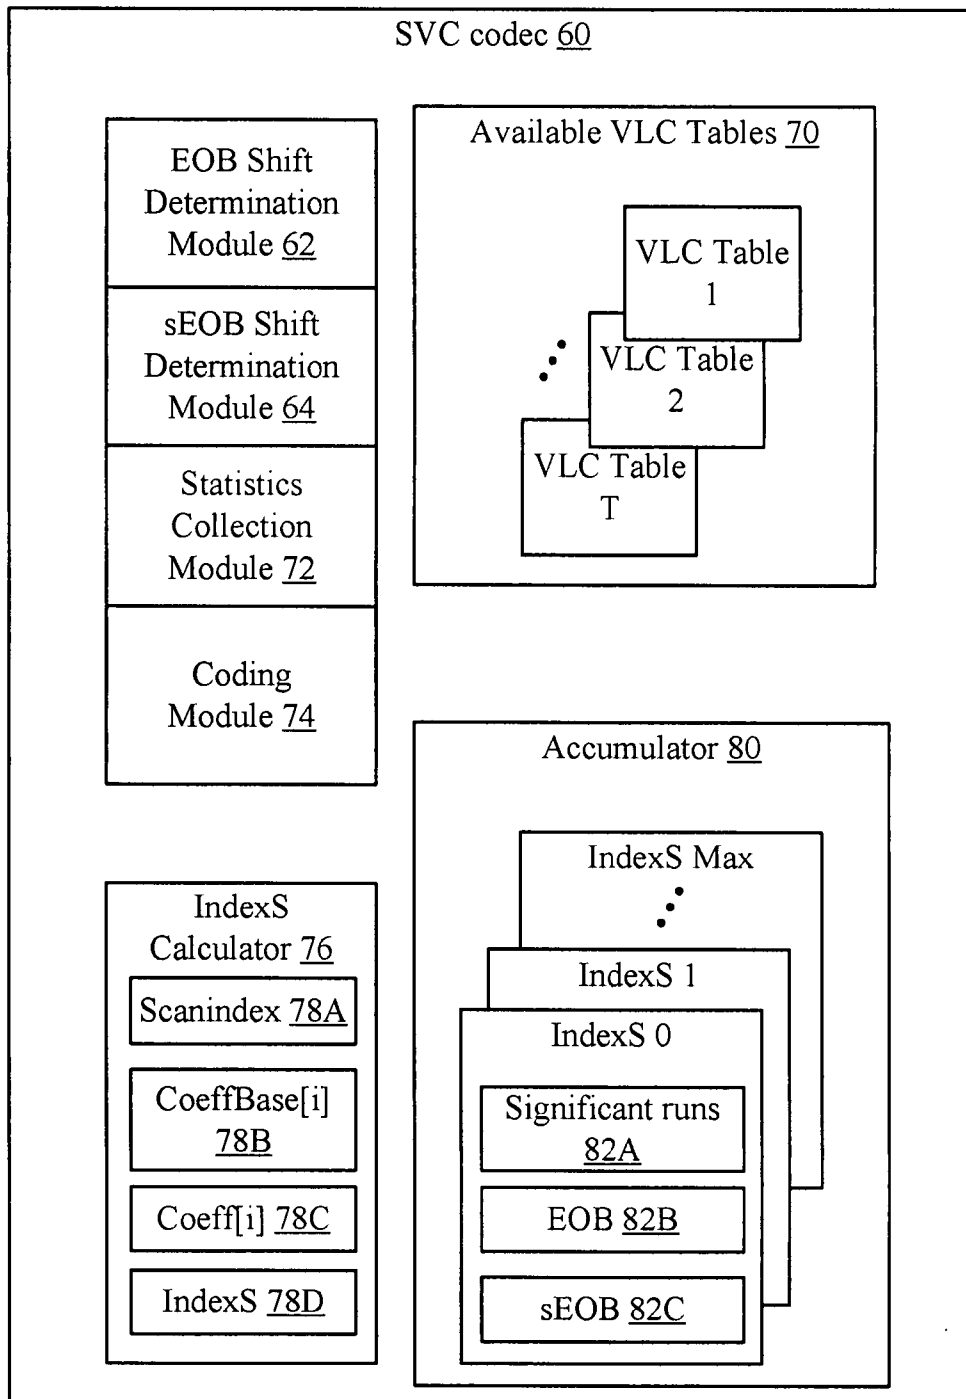 SVC codec 60
EOB Shift
Determination
Module 62
sEOB Shift
Determination
Module 64
Statistics
Collection
Module 72
Coding
Module 74
Available VLC Tables 70
VLC Table
1
VLC Table
2
VLC Table
T
IndexS
Calculator 76
Scanindex 78A
CoeffBase[i]
78B
Coeff[i] 78C
IndexS 78D
Accumulator 80
IndexS Max
IndexS 1
IndexS 0
Significant runs
82A
EOB 82B
sEOB 82C